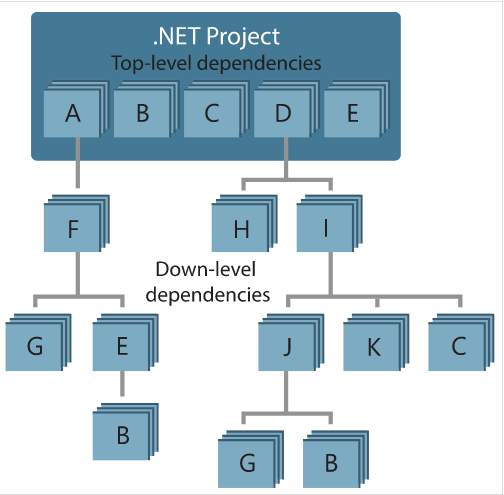 .NET Project
Top-level dependencies
A B C D E
F H I
Down-level
dependencies
G E J K C
B G B